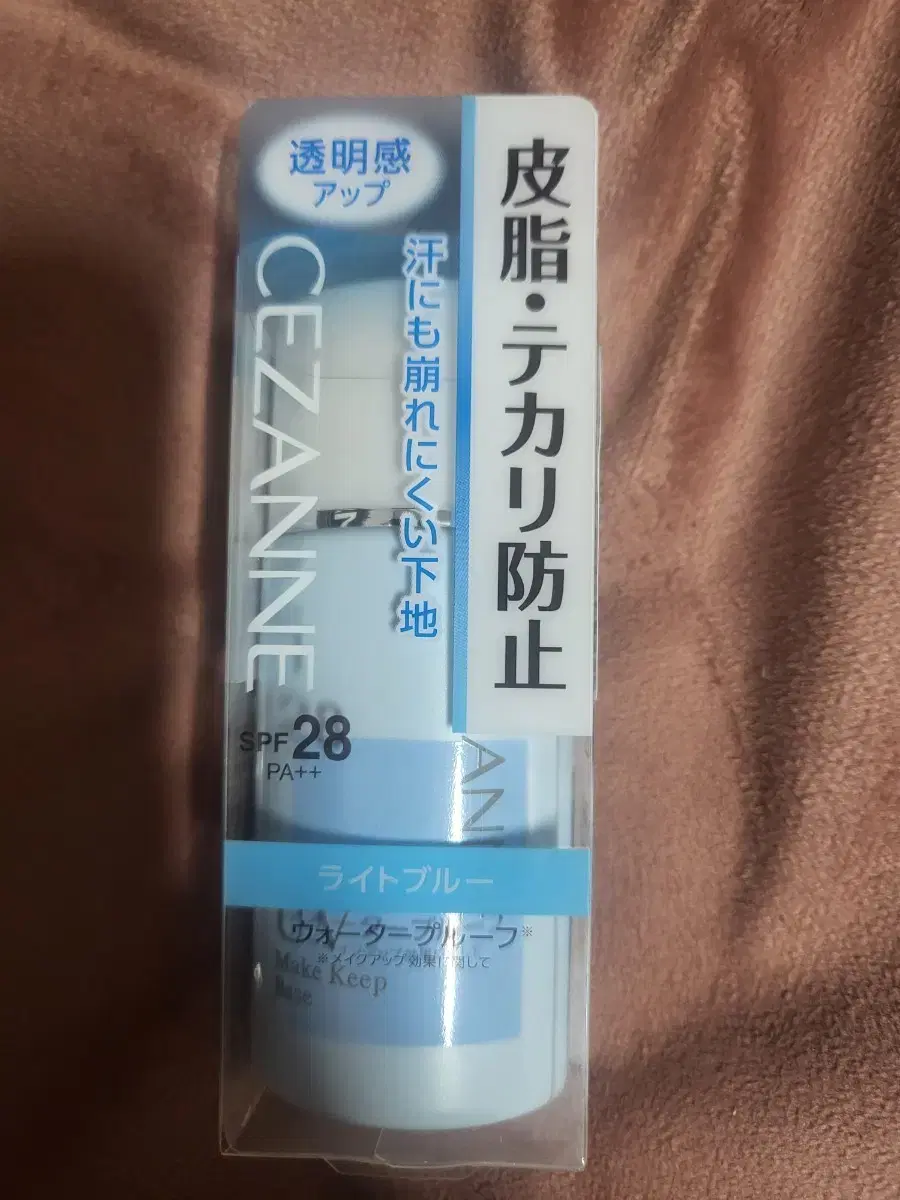 透明感
アップ
皮脂・テカリ防止
汗にも崩れにくい下地
CEZANNE
SPF 28
PA++
ライトブルー
ウォータープルーフ※
※メイクアップ効果に関して
Make Keep
Base